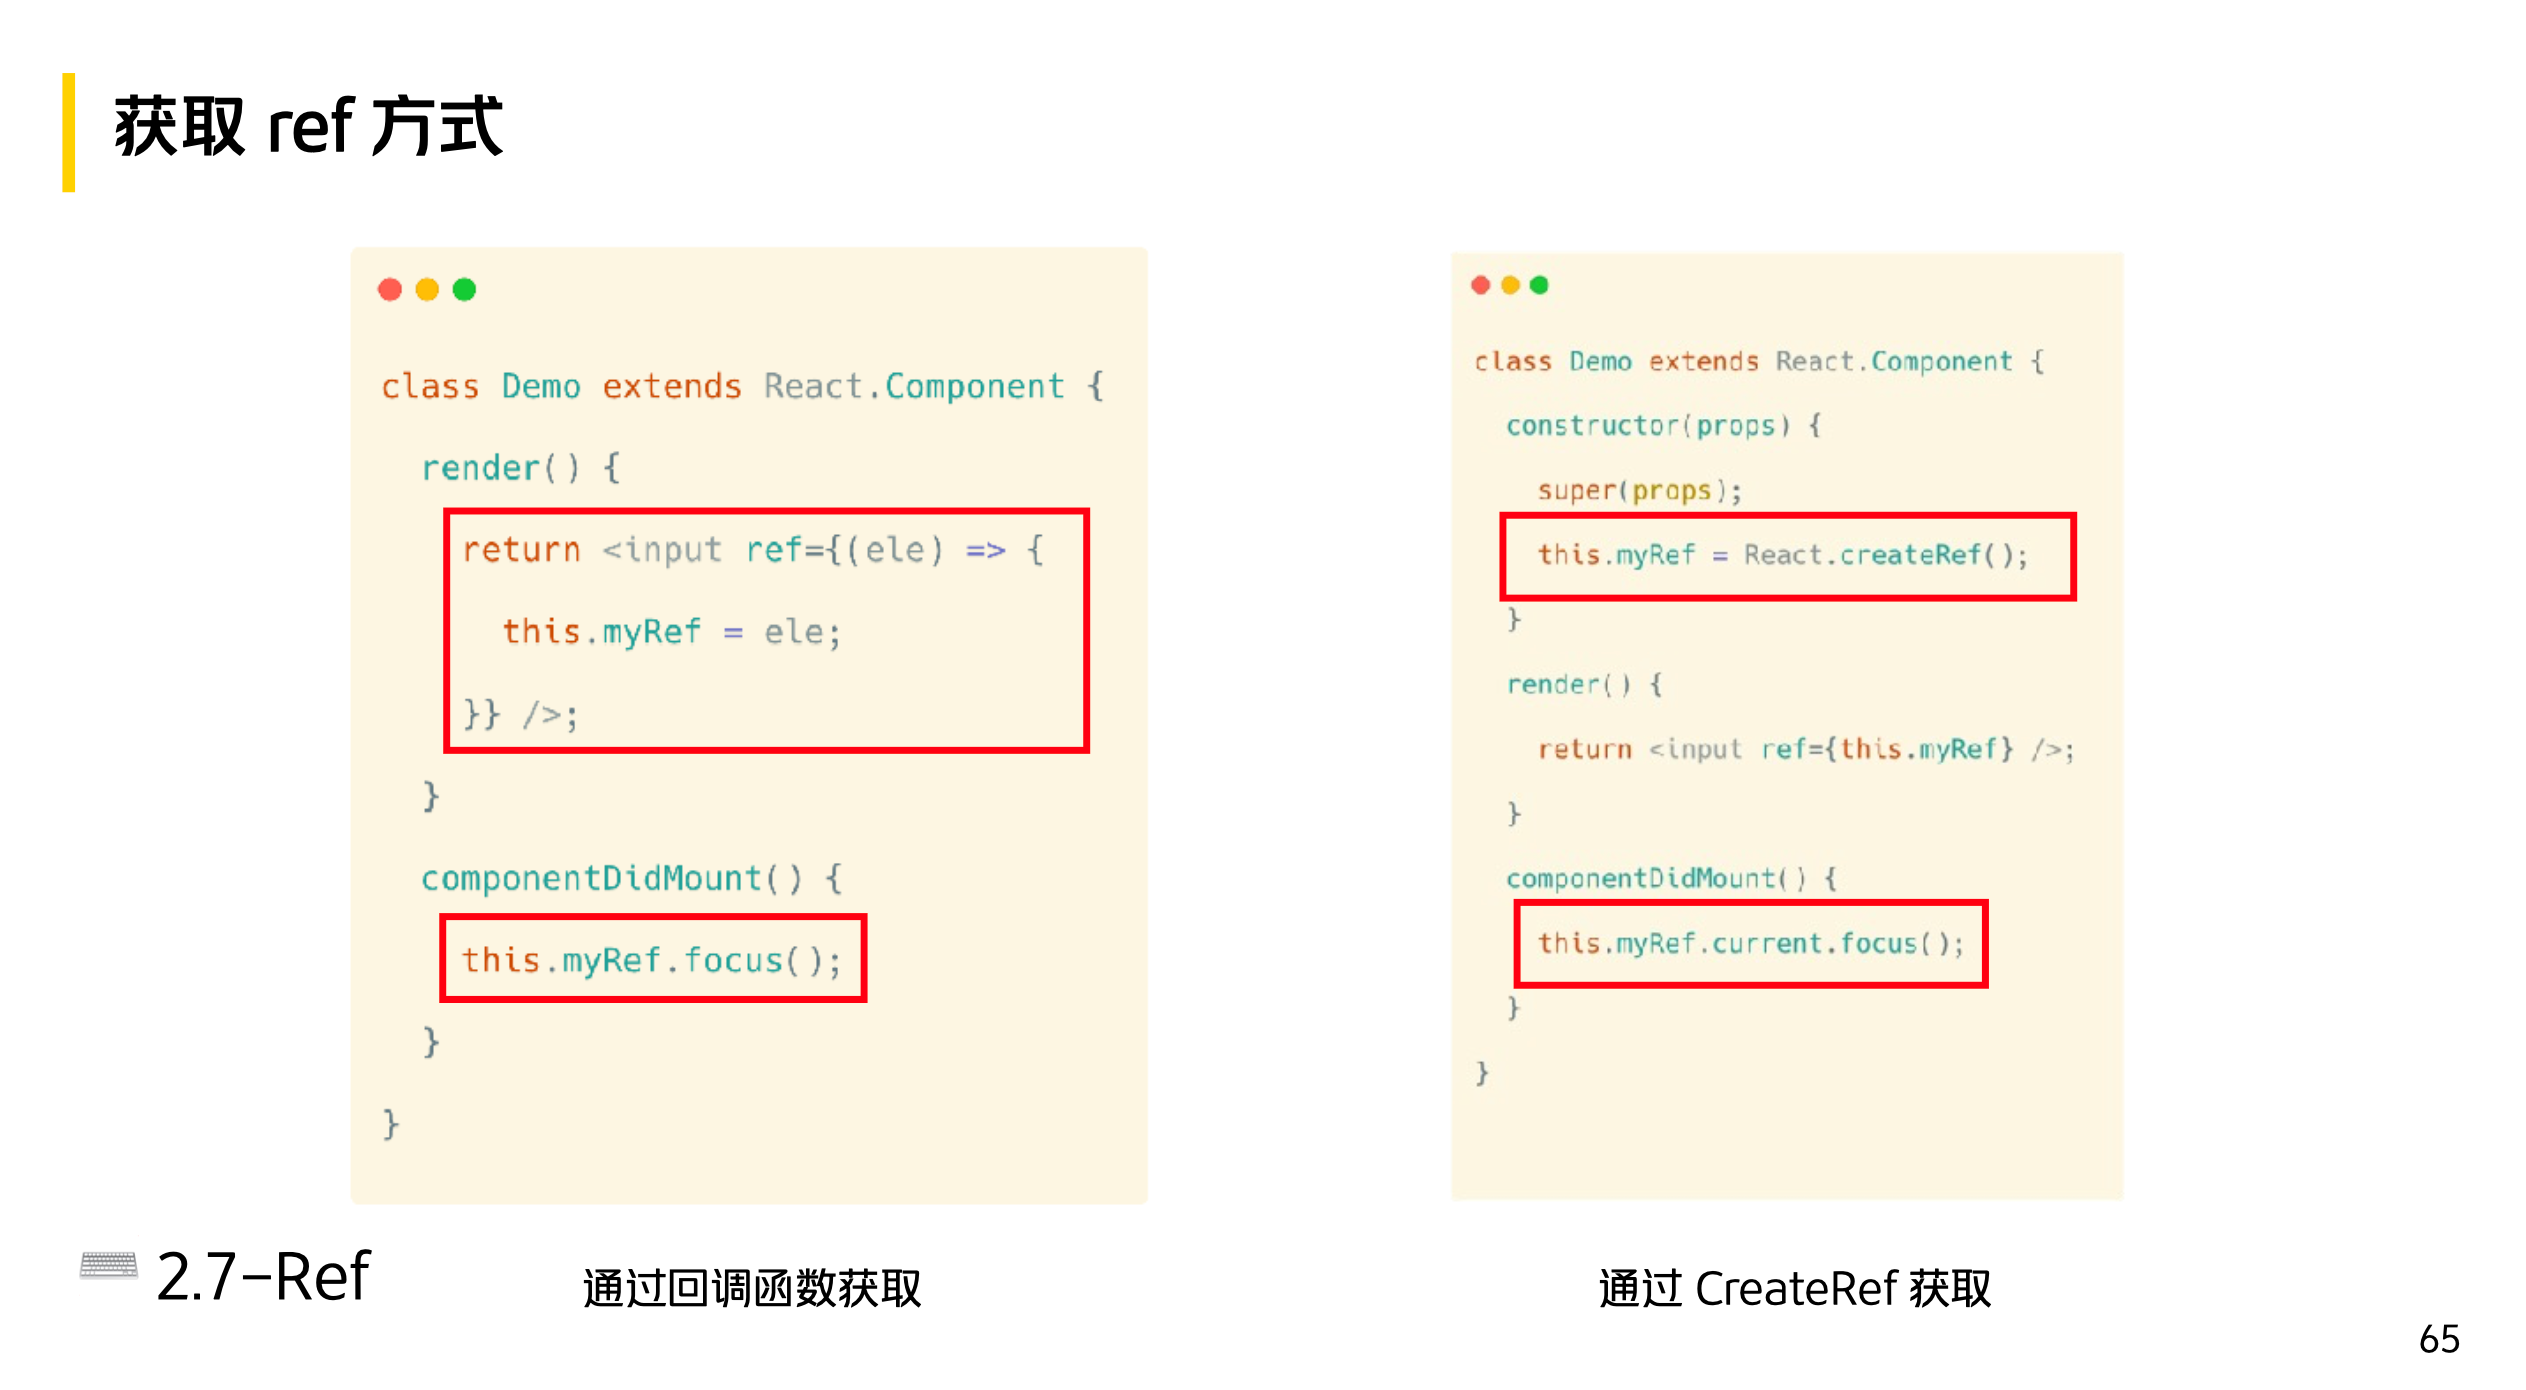 获取 ref 方式
class Demo extends React.Component {
  render() {
    return <input ref={(ele) => {
      this.myRef = ele;
    }} />;
  }
  componentDidMount() {
    this.myRef.focus();
  }
}
class Demo extends React.Component {
  constructor(props) {
    super(props);
    this.myRef = React.createRef();
  }
  render() {
    return <input ref={this.myRef} />;
  }
  componentDidMount() {
    this.myRef.current.focus();
  }
}
2.7-Ref
通过回调函数获取
通过 CreateRef 获取
65